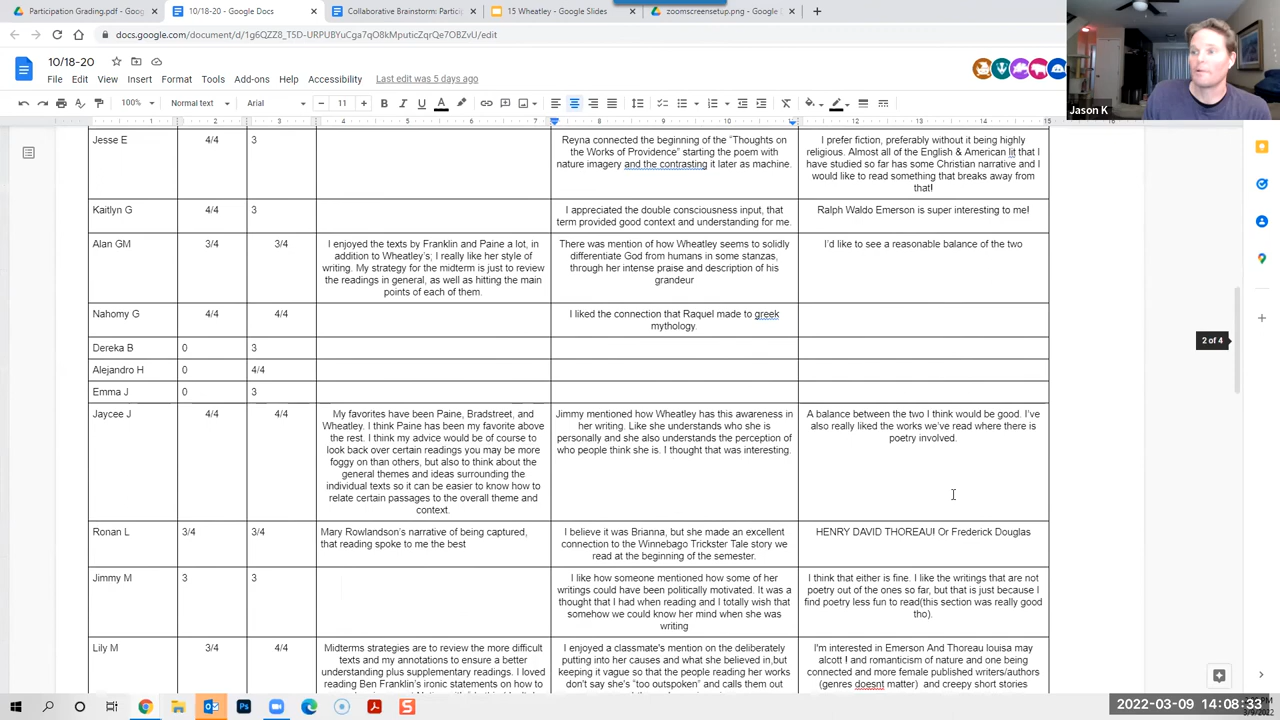 Participation Grading.pdf - Goo
10/18-20 - Google Docs
Collaborative Brainstorm: Partici
15 Wheatley - Google Slides
zoomscreensetup.png - Google D
docs.google.com/document/d/1g6QZZ8_T5D-URPUBYuCga7qO8kMputicZqrQe7OBZvU/edit
10/18-20
File Edit View Insert Format Tools Add-ons Help Accessibility Last edit was 5 days ago
100% Normal text Arial 11
Jason K
1 2 3 4 5 6 7 8 9 10 11 12 13 14 15
Jesse E 4/4 3
Reyna connected the beginning of the "Thoughts on
the Works of Providence" starting the poem with
nature imagery and the contrasting it later as machine.
I prefer fiction, preferably without it being highly
religious. Almost all of the English & American lit that I
have studied so far has some Christian narrative and I
would like to read something that breaks away from
that!
Kaitlyn G 4/4 3
I appreciated the double consciousness input, that
term provided good context and understanding for me.
Ralph Waldo Emerson is super interesting to me!
Alan GM 3/4 3/4
I enjoyed the texts by Franklin and Paine a lot, in
addition to Wheatley's; I really like her style of
writing. My strategy for the midterm is just to review
the readings in general, as well as hitting the main
points of each of them.
There was mention of how Wheatley seems to solidly
differentiate God from humans in some stanzas,
through her intense praise and description of his
grandeur
I'd like to see a reasonable balance of the two
Nahomy G 4/4 4/4
I liked the connection that Raquel made to greek
mythology.
Dereka B 0 3
Alejandro H 0 4/4
Emma J 0 3
Jaycee J 4/4 4/4
My favorites have been Paine, Bradstreet, and
Wheatley. I think Paine has been my favorite above
the rest. I think my advice would be of course to
look back over certain readings you may be more
foggy on than others, but also to think about the
general themes and ideas surrounding the
individual texts so it can be easier to know how to
relate certain passages to the overall theme and
context.
Jimmy mentioned how Wheatley has this awareness in
her writing. Like she understands who she is
personally and she also understands the perception of
who people think she is. I thought that was interesting.
A balance between the two I think would be good. I've
also really liked the works we've read where there is
poetry involved.
Ronan L 3/4 3/4
Mary Rowlandson's narrative of being captured,
that reading spoke to me the best
I believe it was Brianna, but she made an excellent
connection to the Winnebago Trickster Tale story we
read at the beginning of the semester.
HENRY DAVID THOREAU! Or Frederick Douglas
Jimmy M 3 3
I like how someone mentioned how some of her
writings could have been politically motivated. It was a
thought that I had when reading and I totally wish that
somehow we could know her mind when she was
writing
I think that either is fine. I like the writings that are not
poetry out of the ones so far, but that is just because I
find poetry less fun to read(this section was really good
tho).
Lily M 3/4 4/4
Midterms strategies are to review the more difficult
texts and my annotations to ensure a better
understanding plus supplementary readings. I loved
reading Ben Franklin's ironic statements on how to
I enjoyed a classmate's mention on the deliberately
putting into her causes and what she believed in,but
keeping it vague so that the people reading her works
don't say she's "too outspoken" and calls them out
I'm interested in Emerson And Thoreau louisa may
alcott ! and romanticism of nature and one being
connected and more female published writers/authors
(genres doesnt matter) and creepy short stories
2 of 4
2022-03-09 14:08:33